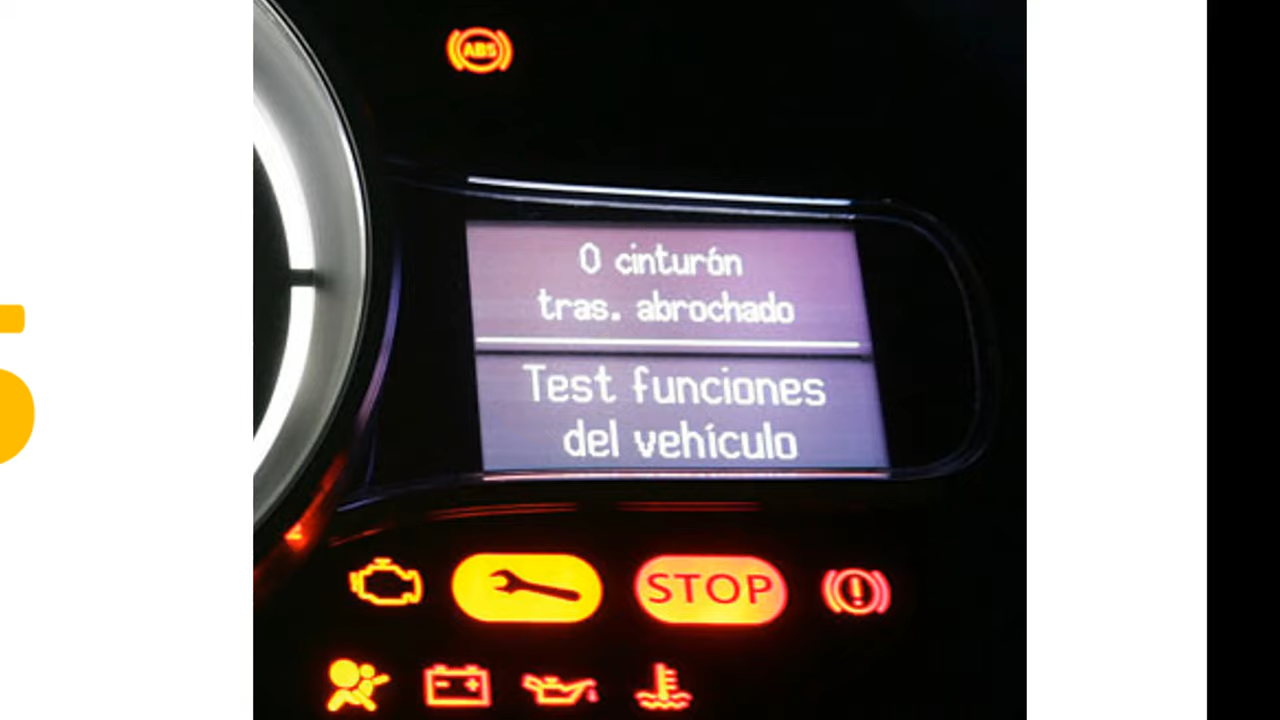 ABS
0 cinturón
tras. abrochado
Test funciones
del vehículo
STOP